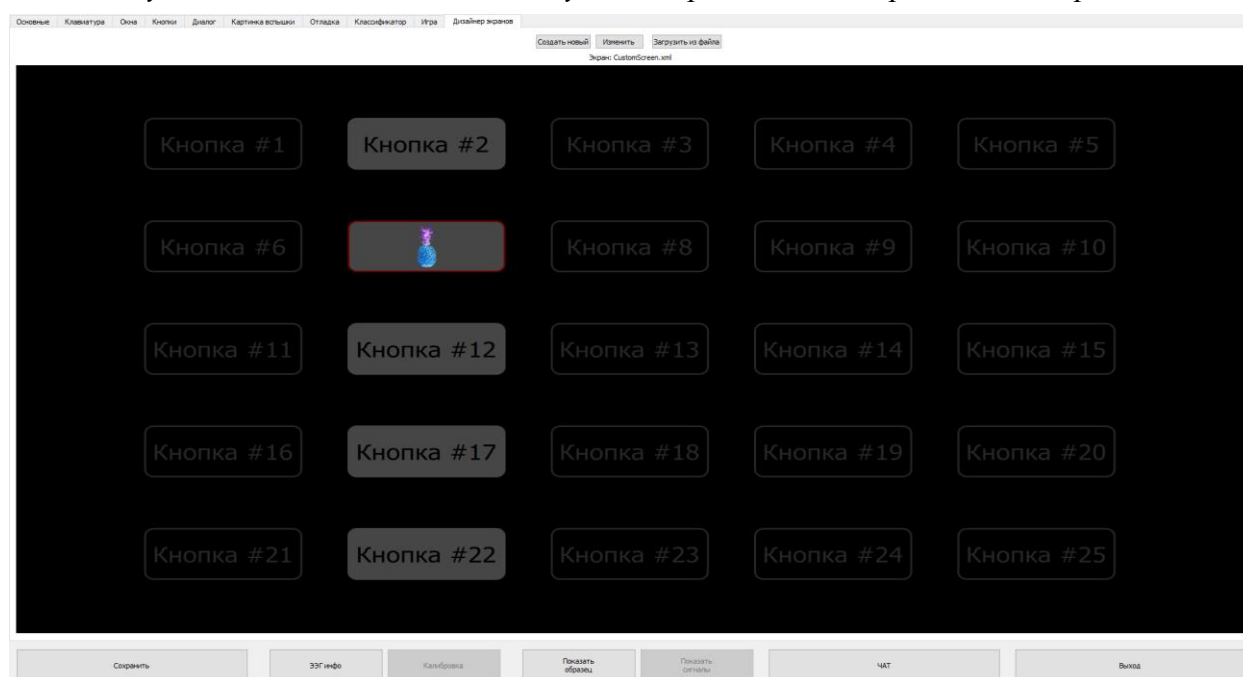 Основные Клавиатура Окна Кнопки Диалог Картинка вспышки Отладка Классификатор Игра Дизайнер экранов
Создать новый Изменить Загрузить из файла
Экран: CustomScreen.xml
Кнопка #1 Кнопка #2 Кнопка #3 Кнопка #4 Кнопка #5
Кнопка #6 Кнопка #8 Кнопка #9 Кнопка #10
Кнопка #11 Кнопка #12 Кнопка #13 Кнопка #14 Кнопка #15
Кнопка #16 Кнопка #17 Кнопка #18 Кнопка #19 Кнопка #20
Кнопка #21 Кнопка #22 Кнопка #23 Кнопка #24 Кнопка #25
Сохранить ЭЭГ инфо Калибровка Показать образец Показать сигналы ЧАТ Выход